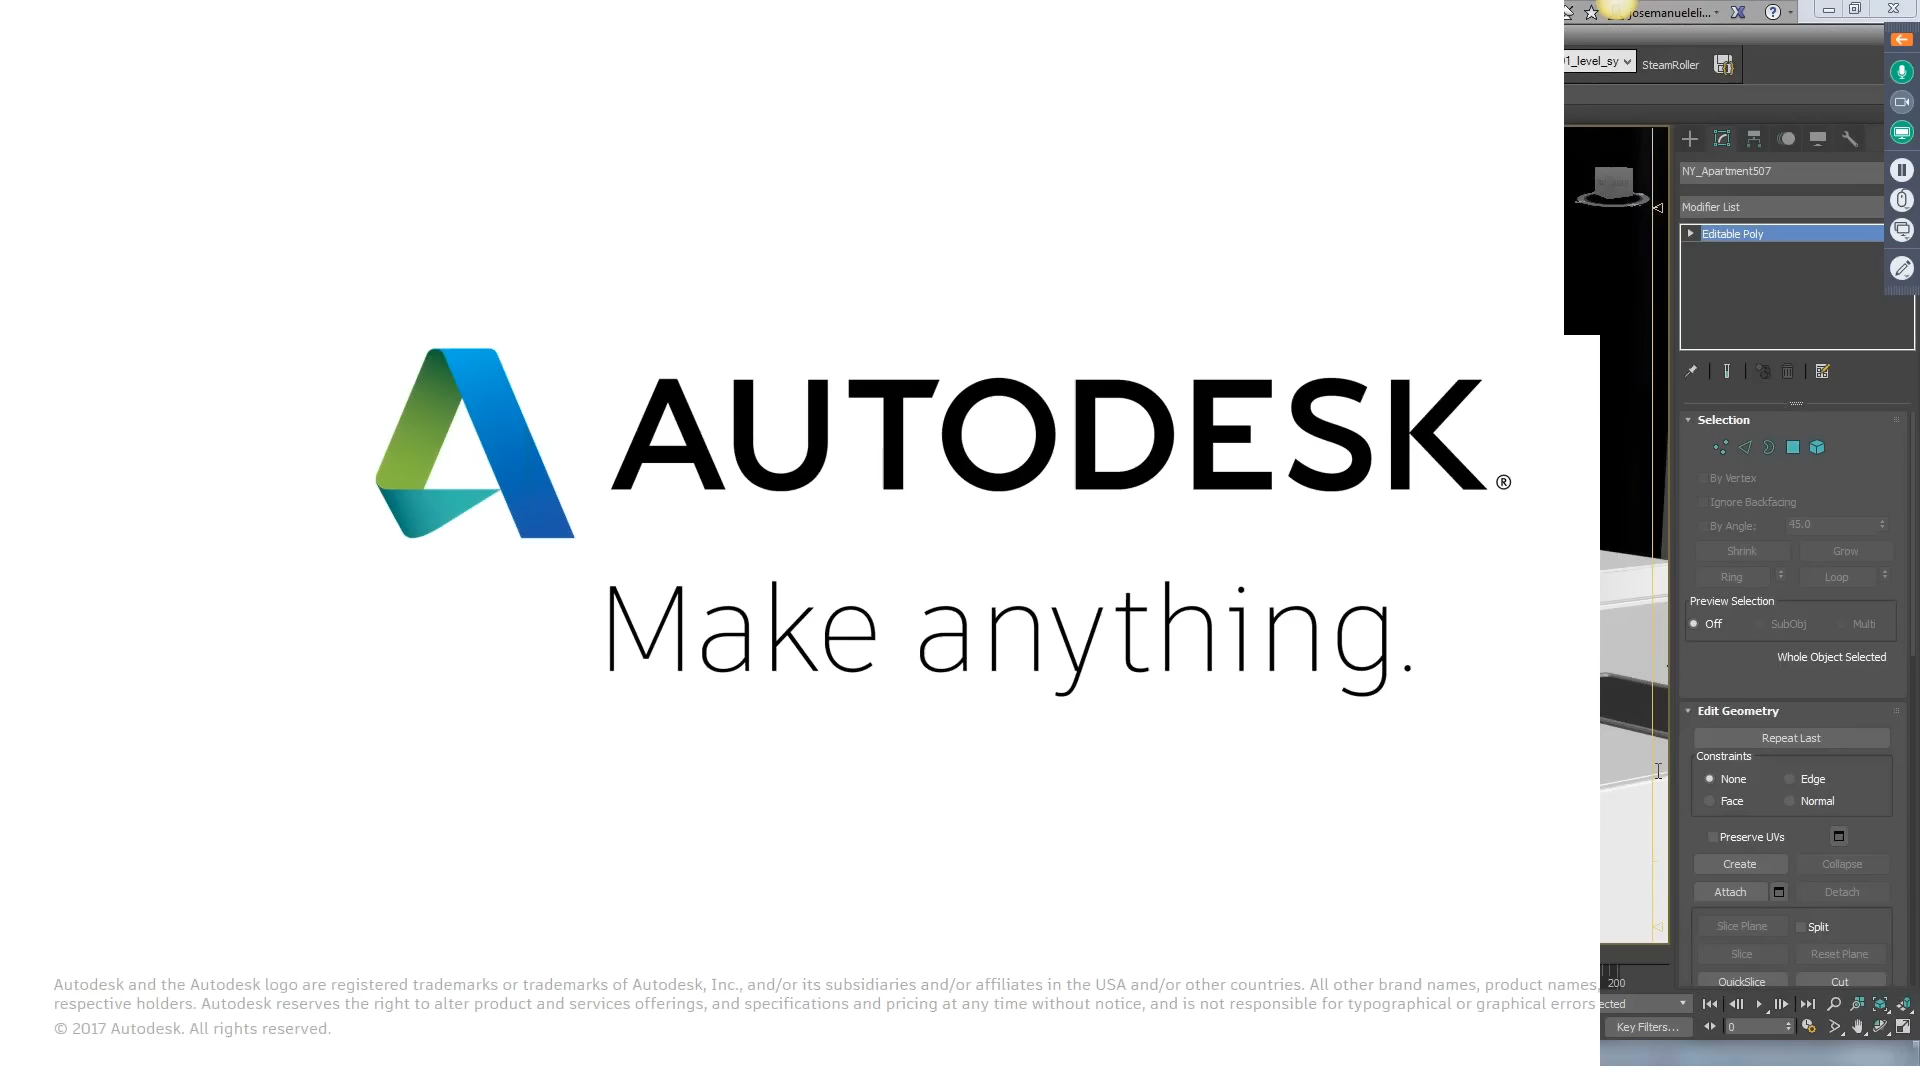 AUTODESK®
Make anything.
Autodesk and the Autodesk logo are registered trademarks or trademarks of Autodesk, Inc., and/or its subsidiaries and/or affiliates in the USA and/or other countries. All other brand names, product names,
respective holders. Autodesk reserves the right to alter product and services offerings, and specifications and pricing at any time without notice, and is not responsible for typographical or graphical errors
© 2017 Autodesk. All rights reserved.
josemanueleli...
1_level_sy
SteamRoller
NY_Apartment507
Modifier List
Editable Poly
Selection
By Vertex
Ignore Backfacing
By Angle: 45.0
Shrink Grow
Ring Loop
Preview Selection
Off SubObj Multi
Whole Object Selected
Edit Geometry
Repeat Last
Constraints
None Edge
Face Normal
Preserve UVs
Create Collapse
Attach Detach
Slice Plane Split
Slice Reset Plane
QuickSlice Cut
200
ected
Key Filters... 0